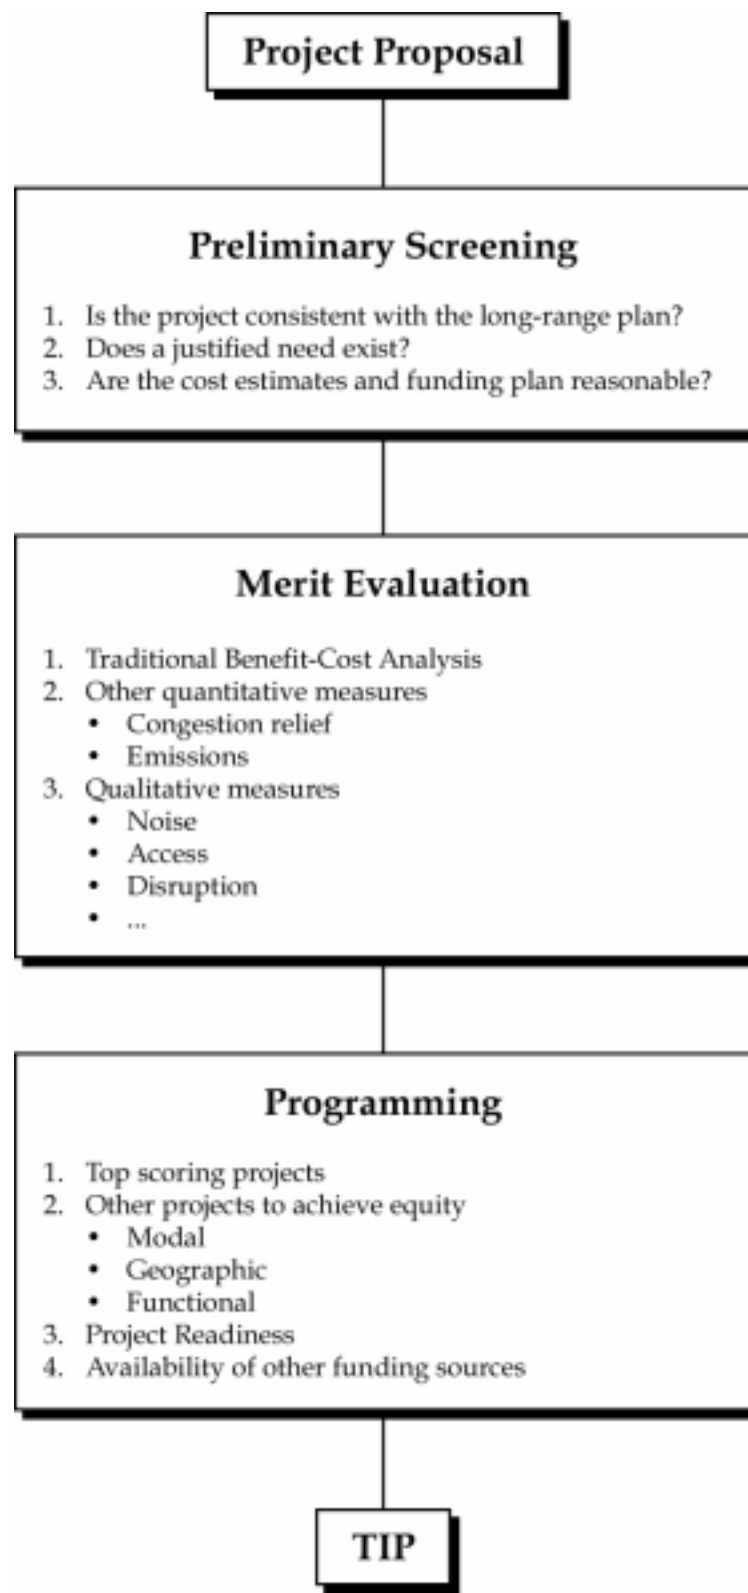 Project Proposal
Preliminary Screening
1. Is the project consistent with the long-range plan?
2. Does a justified need exist?
3. Are the cost estimates and funding plan reasonable?
Merit Evaluation
1. Traditional Benefit-Cost Analysis
2. Other quantitative measures
• Congestion relief
• Emissions
3. Qualitative measures
• Noise
• Access
• Disruption
• ...
Programming
1. Top scoring projects
2. Other projects to achieve equity
• Modal
• Geographic
• Functional
3. Project Readiness
4. Availability of other funding sources
TIP